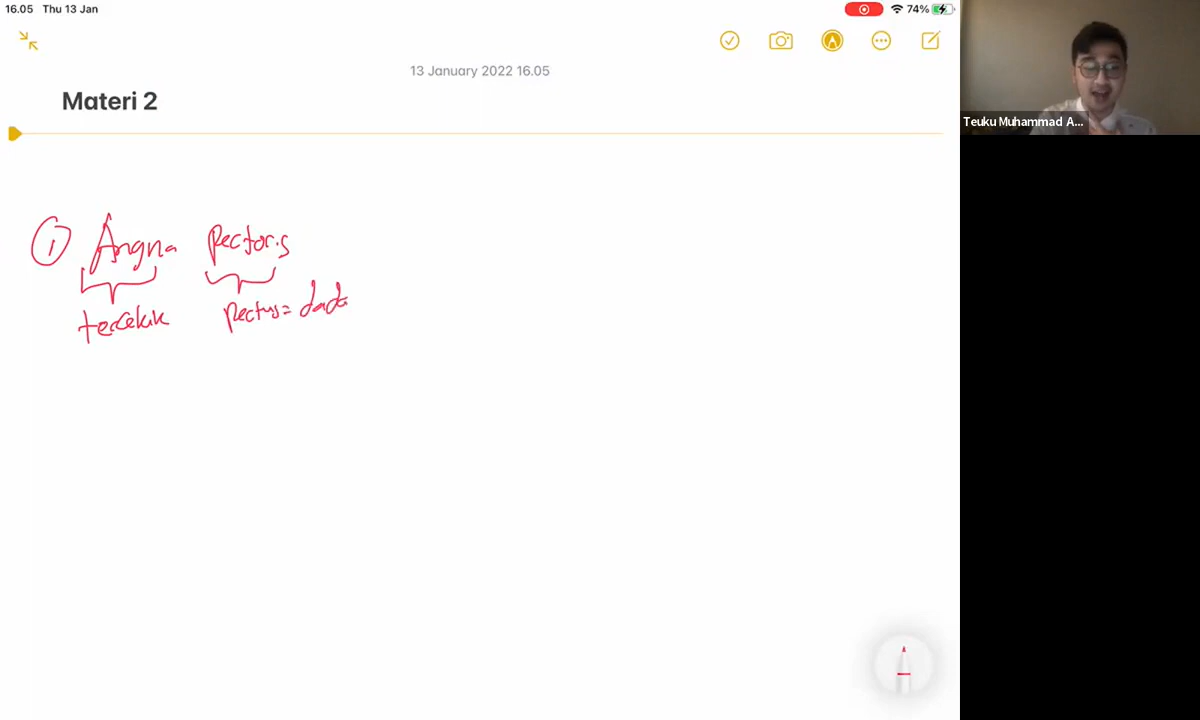 16.05 Thu 13 Jan
74%
13 January 2022 16.05
Materi 2
Teuku Muhammad A...
1 Angina Pectoris
tercekik pectus = dada